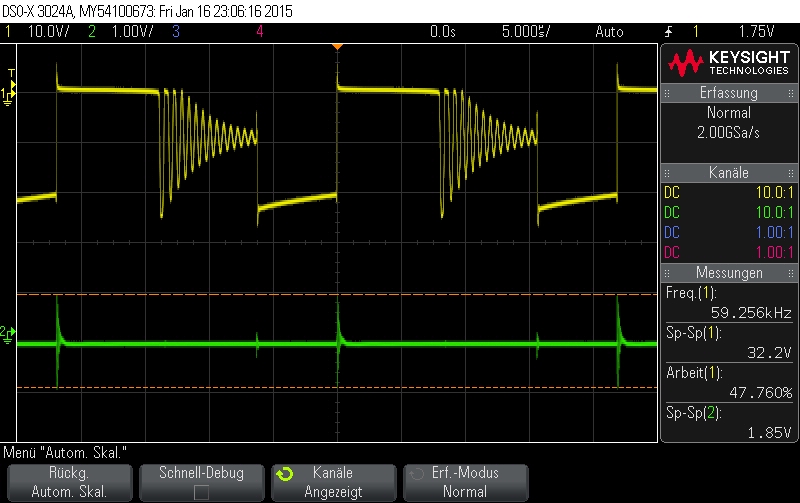 DSO-X 3024A, MY54100673: Fri Jan 16 23:06:16 2015
1 10.0V/ 2 1.00V/ 3 4 0.0s 5.000µs/ Auto 1 1.75V
KEYSIGHT
TECHNOLOGIES
Erfassung
Normal
2.00GSa/s
Kanäle
DC 10.0:1
DC 10.0:1
DC 1.00:1
DC 1.00:1
Messungen
Freq.(1):
59.256kHz
Sp-Sp(1):
32.2V
Arbeit(1):
47.760%
Sp-Sp(2):
1.85V
T
1
2
Menü "Autom. Skal."
Rückg.
Autom. Skal.
Schnell-Debug
Kanäle
Angezeigt
Erf.-Modus
Normal